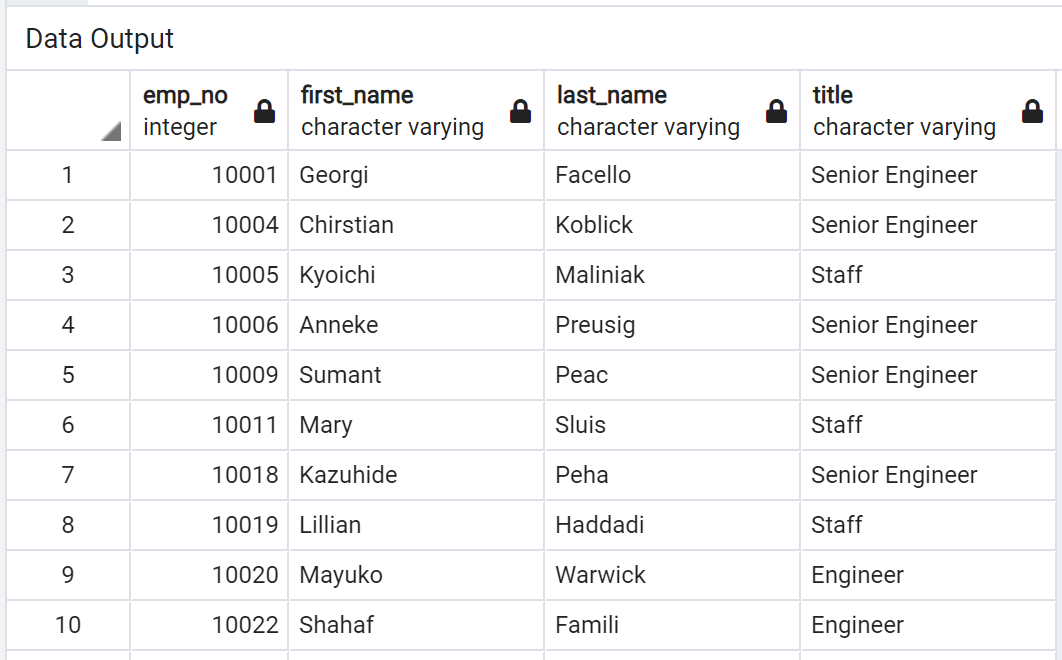 Data Output
emp_no first_name last_name title
integer character varying character varying character varying
1 10001 Georgi Facello Senior Engineer
2 10004 Chirstian Koblick Senior Engineer
3 10005 Kyoichi Maliniak Staff
4 10006 Anneke Preusig Senior Engineer
5 10009 Sumant Peac Senior Engineer
6 10011 Mary Sluis Staff
7 10018 Kazuhide Peha Senior Engineer
8 10019 Lillian Haddadi Staff
9 10020 Mayuko Warwick Engineer
10 10022 Shahaf Famili Engineer